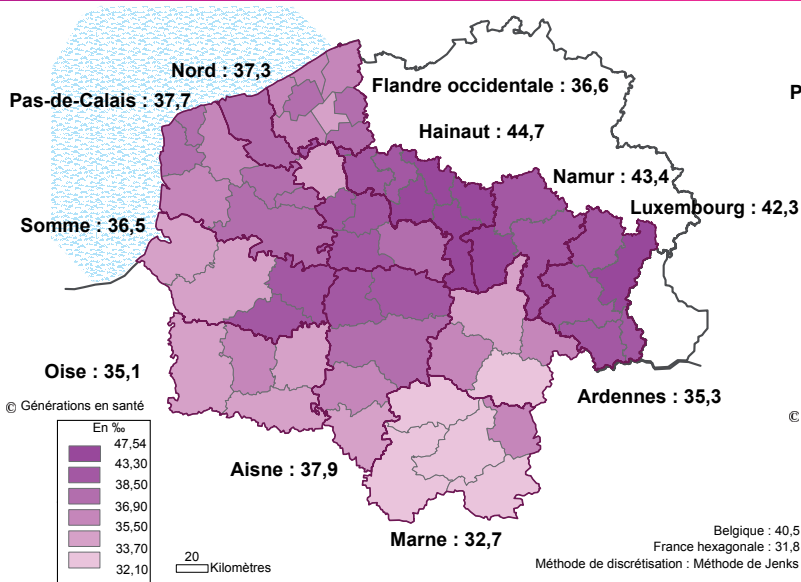 Nord : 37,3
Flandre occidentale : 36,6
P
Pas-de-Calais : 37,7
Hainaut : 44,7
Namur : 43,4
Luxembourg : 42,3
Somme : 36,5
Oise : 35,1
Ardennes : 35,3
© Générations en santé
©
En ‰
47,54
43,30
38,50
36,90
35,50
33,70
32,10
Aisne : 37,9
Marne : 32,7
20
Kilomètres
Belgique : 40,5
France hexagonale : 31,8
Méthode de discrétisation : Méthode de Jenks